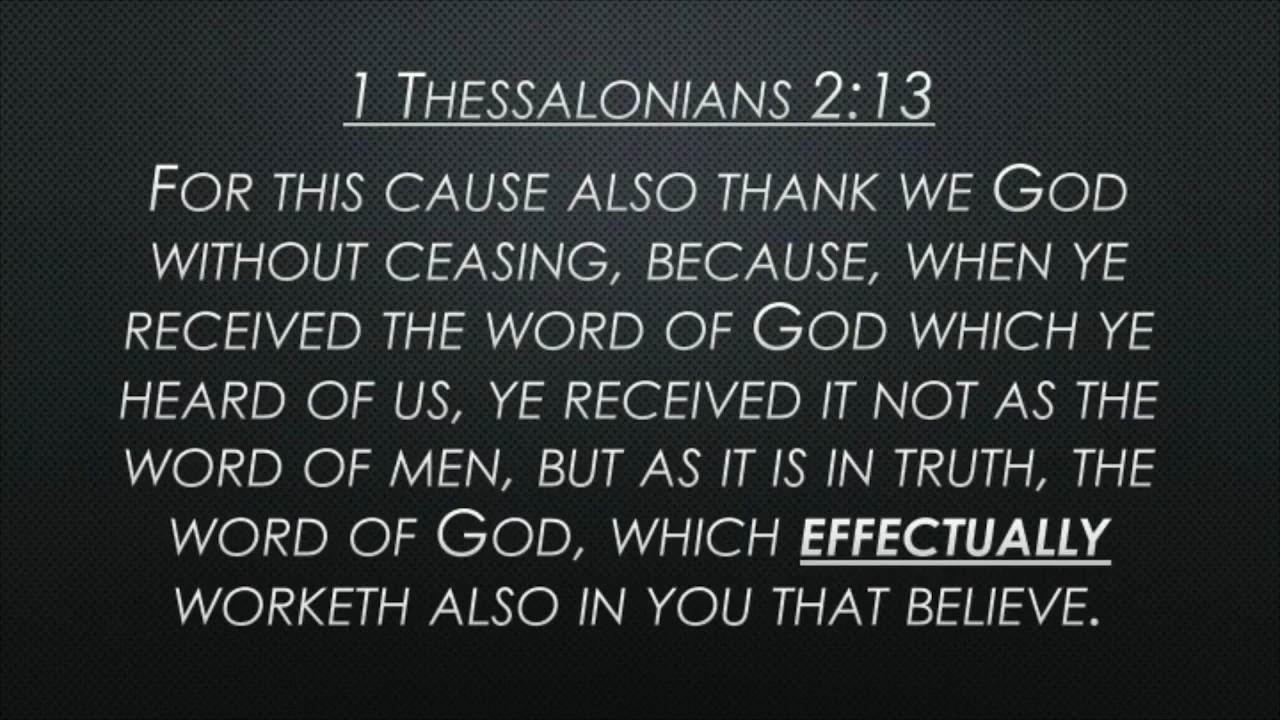 1 Thessalonians 2:13
For this cause also thank we God
without ceasing, because, when ye
received the word of God which ye
heard of us, ye received it not as the
word of men, but as it is in truth, the
word of God, which effectually
worketh also in you that believe.